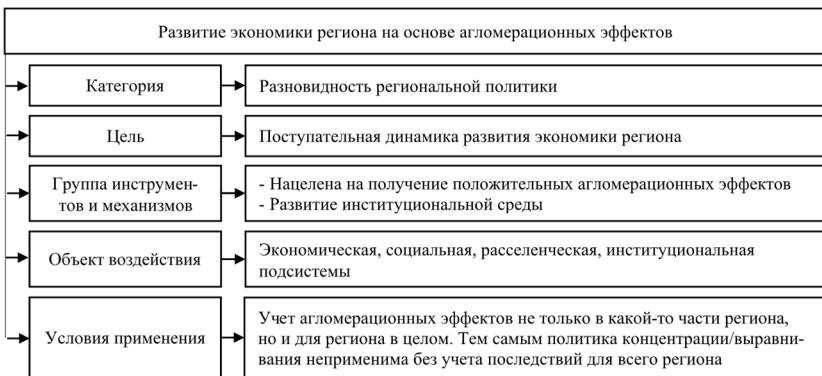 Развитие экономики региона на основе агломерационных эффектов
Категория
Разновидность региональной политики
Цель
Поступательная динамика развития экономики региона
Группа инструмен-
тов и механизмов
- Нацелена на получение положительных агломерационных эффектов
- Развитие институциональной среды
Объект воздействия
Экономическая, социальная, расселенческая, институциональная
подсистемы
Условия применения
Учет агломерационных эффектов не только в какой-то части региона,
но и для региона в целом. Тем самым политика концентрации/выравни-
вания неприменима без учета последствий для всего региона